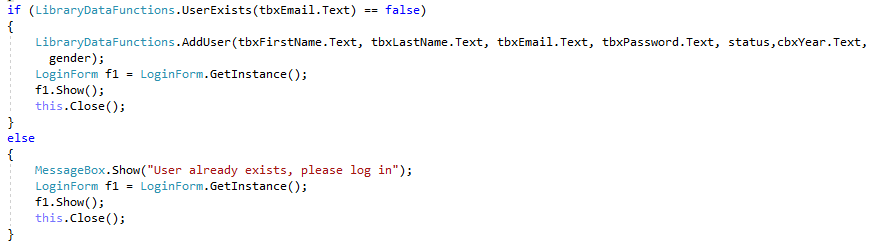 if (LibraryDataFunctions.UserExists(tbxEmail.Text) == false)
{
LibraryDataFunctions.AddUser(tbxFirstName.Text, tbxLastName.Text, tbxEmail.Text, tbxPassword.Text, status,cbxYear.Text,
gender);
LoginForm f1 = LoginForm.GetInstance();
f1.Show();
this.Close();
}
else
{
MessageBox.Show("User already exists, please log in");
LoginForm f1 = LoginForm.GetInstance();
f1.Show();
this.Close();
}